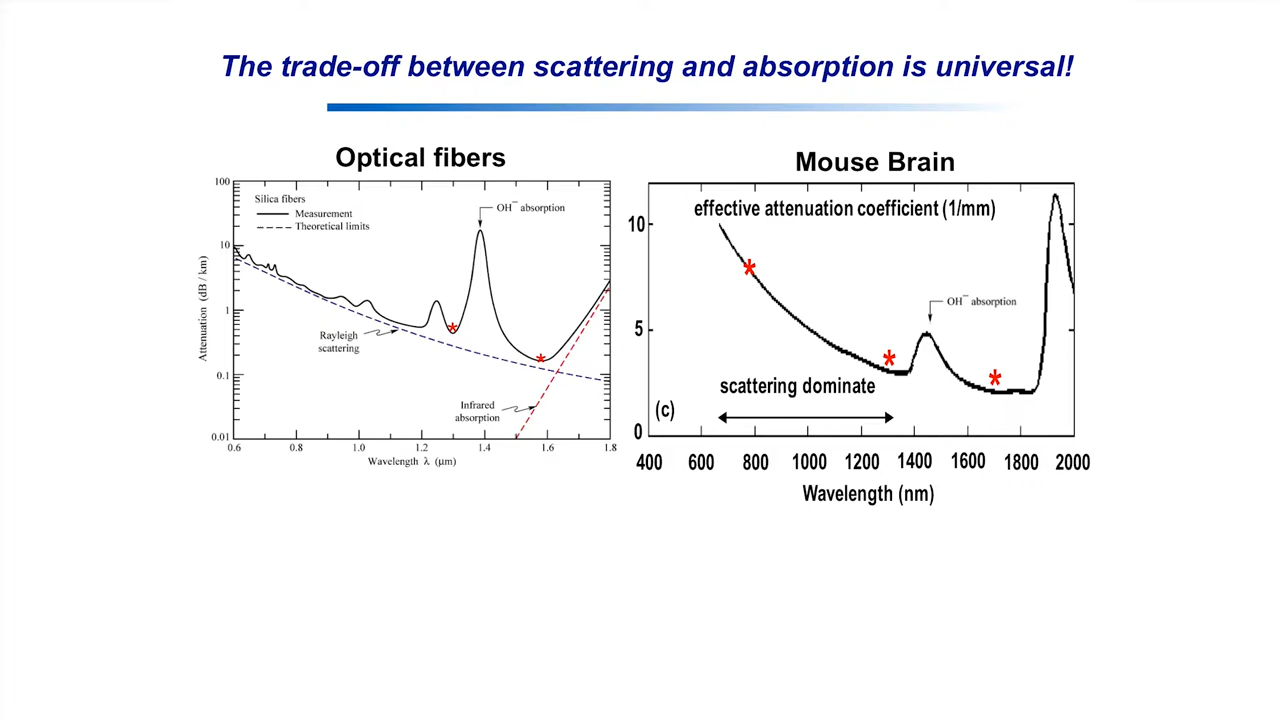 The trade-off between scattering and absorption is universal!
Optical fibers
100
10
1
0.1
0.01
Attenuation (dB / km)
Silica fibers
Measurement
Theoretical limits
OH⁻ absorption
Rayleigh
scattering
Infrared
absorption
0.6 0.8 1.0 1.2 1.4 1.6 1.8
Wavelength λ (μm)
Mouse Brain
effective attenuation coefficient (1/mm)
10
5
0
OH⁻ absorption
scattering dominate
(c)
400 600 800 1000 1200 1400 1600 1800 2000
Wavelength (nm)